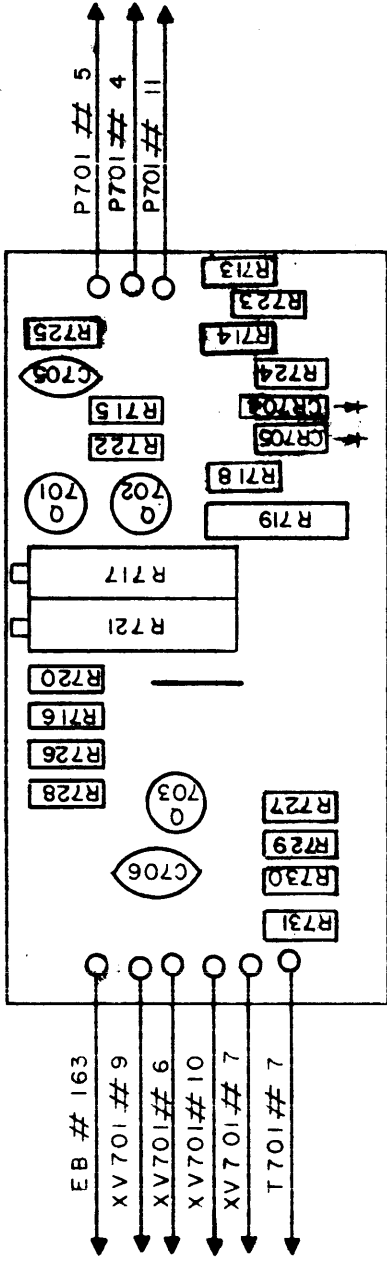 P701 # 5
P701 # 4
P701 # 11
R713
R723
R725
R714
C705
R724
R715
CR704
R722
CR705
R718
Q 701
Q 702
R719
R717
R721
R720
R716
R726
R728
Q 703
R727
R729
C706
R730
R731
EB # 163
XV701 # 9
XV701 # 6
XV701 # 10
XV701 # 7
T701 # 7